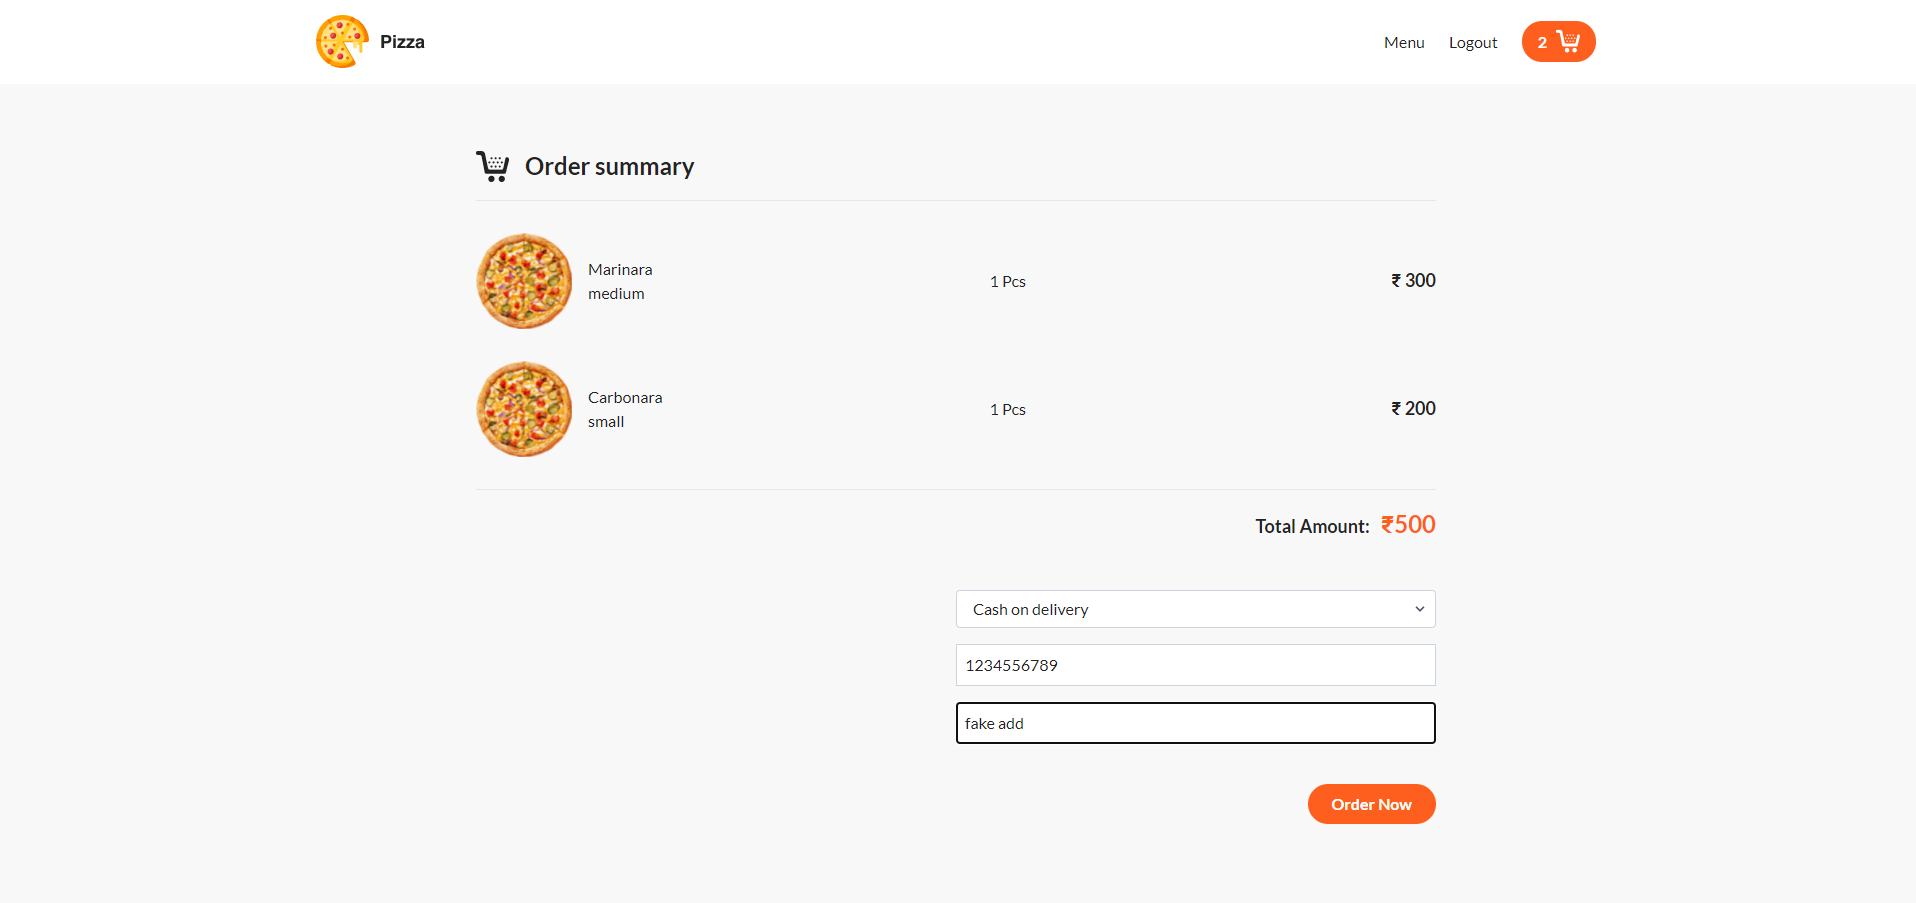 Pizza
Menu Logout 2
Order summary
Marinara
medium
1 Pcs
₹ 300
Carbonara
small
1 Pcs
₹ 200
Total Amount: ₹500
Cash on delivery
1234556789
fake add
Order Now